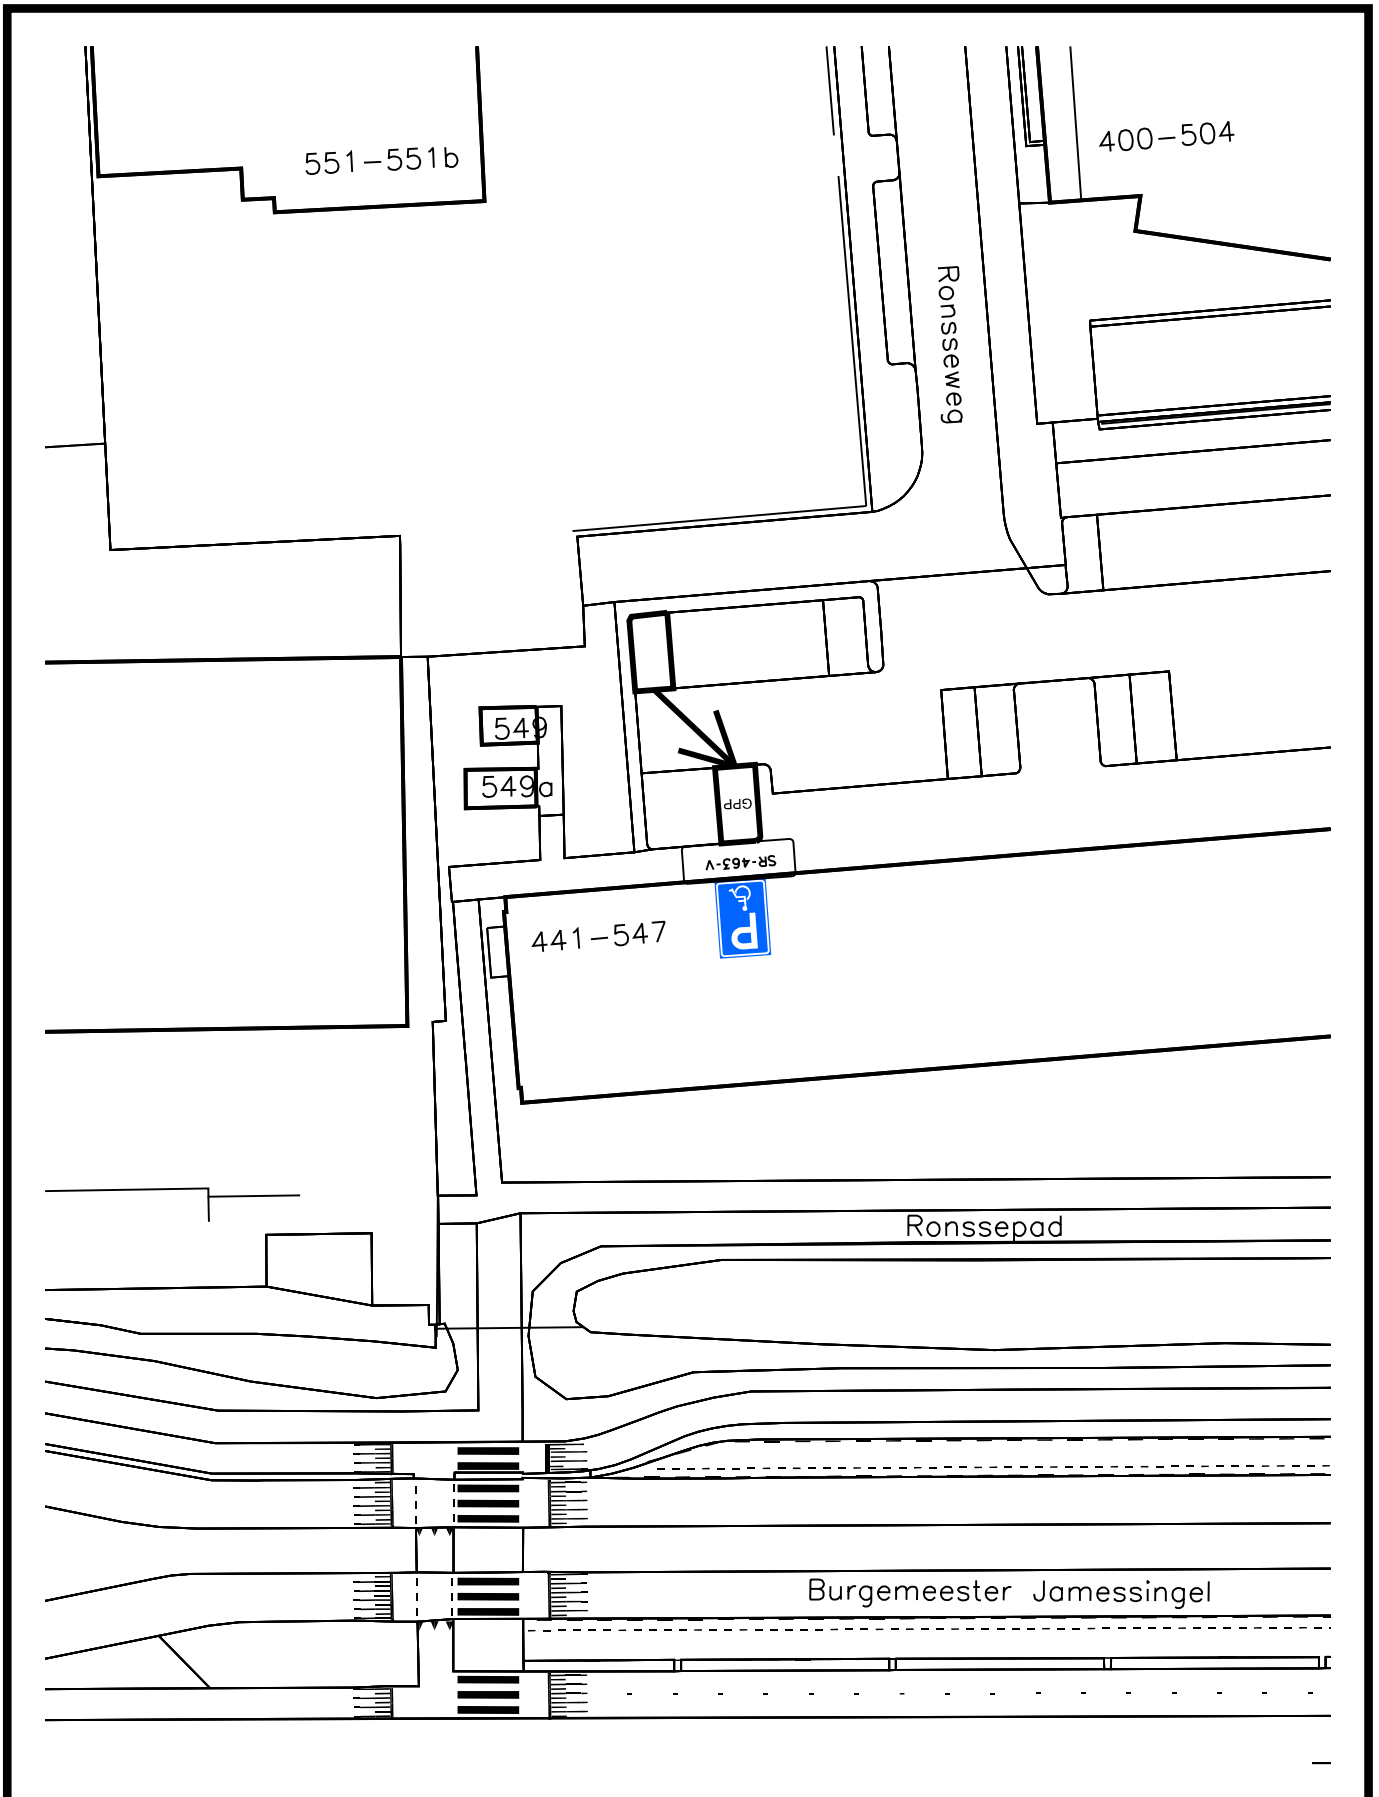 400-504
551-551b
Ronsseweg
549
549a
GPP
SR-463-V
P
441-547
Ronssepad
Burgemeester Jamessingel